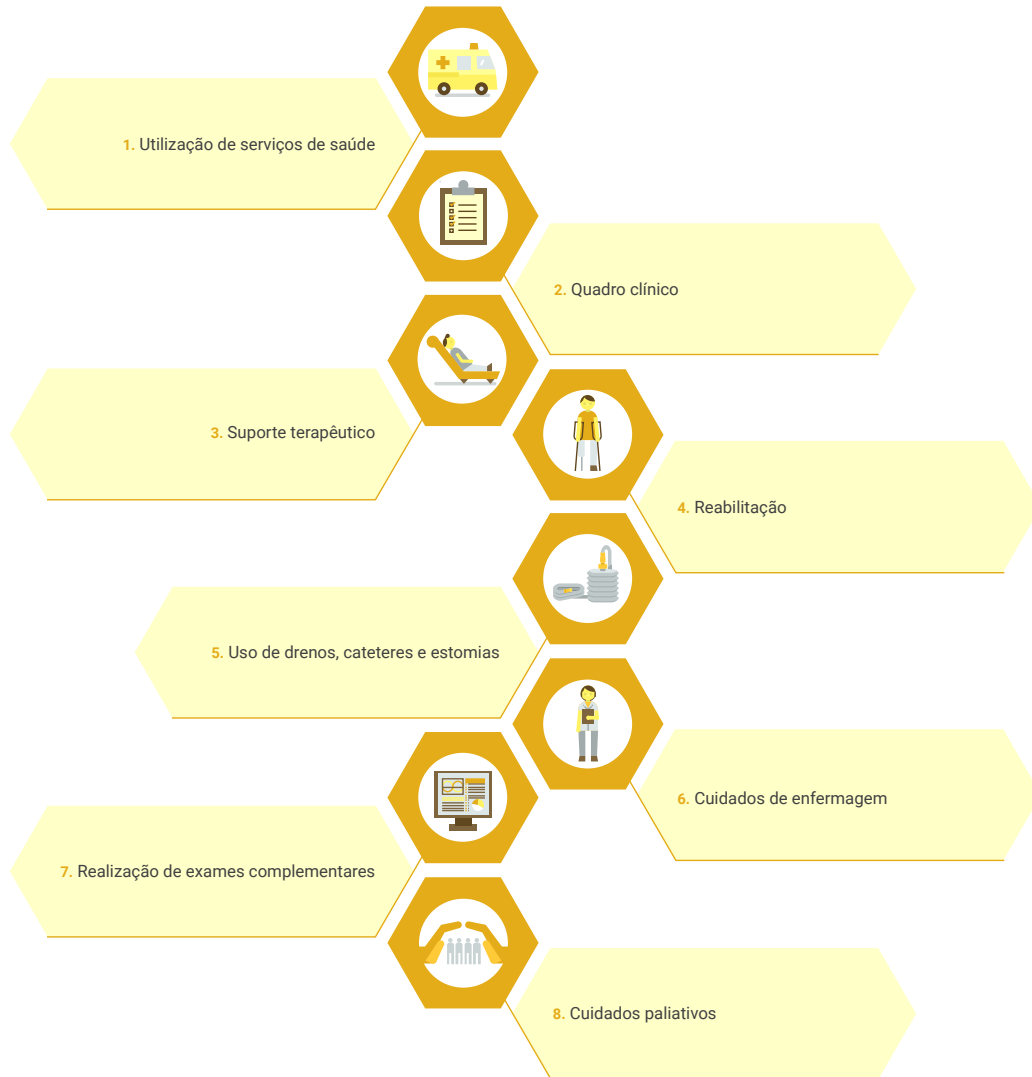 1. Utilização de serviços de saúde
2. Quadro clínico
3. Suporte terapêutico
4. Reabilitação
5. Uso de drenos, cateteres e estomias
6. Cuidados de enfermagem
7. Realização de exames complementares
8. Cuidados paliativos